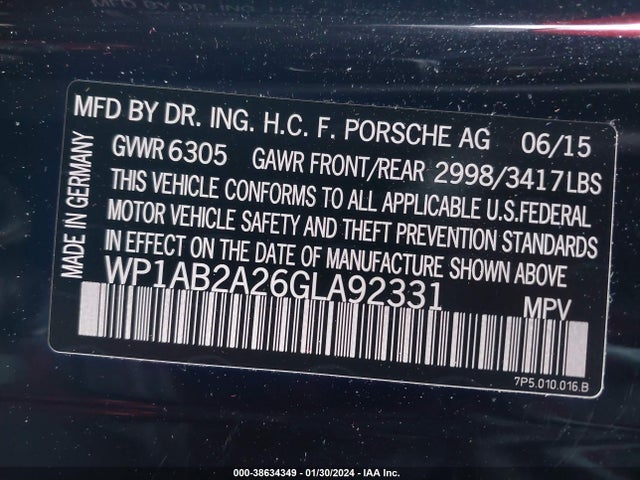 MFD BY DR. ING. H.C. F. PORSCHE AG 06/15
GVWR 6305 GAWR FRONT/REAR 2998/3417LBS
THIS VEHICLE CONFORMS TO ALL APPLICABLE U.S.FEDERAL
MOTOR VEHICLE SAFETY AND THEFT PREVENTION STANDARDS
IN EFFECT ON THE DATE OF MANUFACTURE SHOWN ABOVE
WP1AB2A26GLA92331 MPV
MADE IN GERMANY
7P5.010.016.B
000-38634349 - 01/30/2024 - IAA Inc.